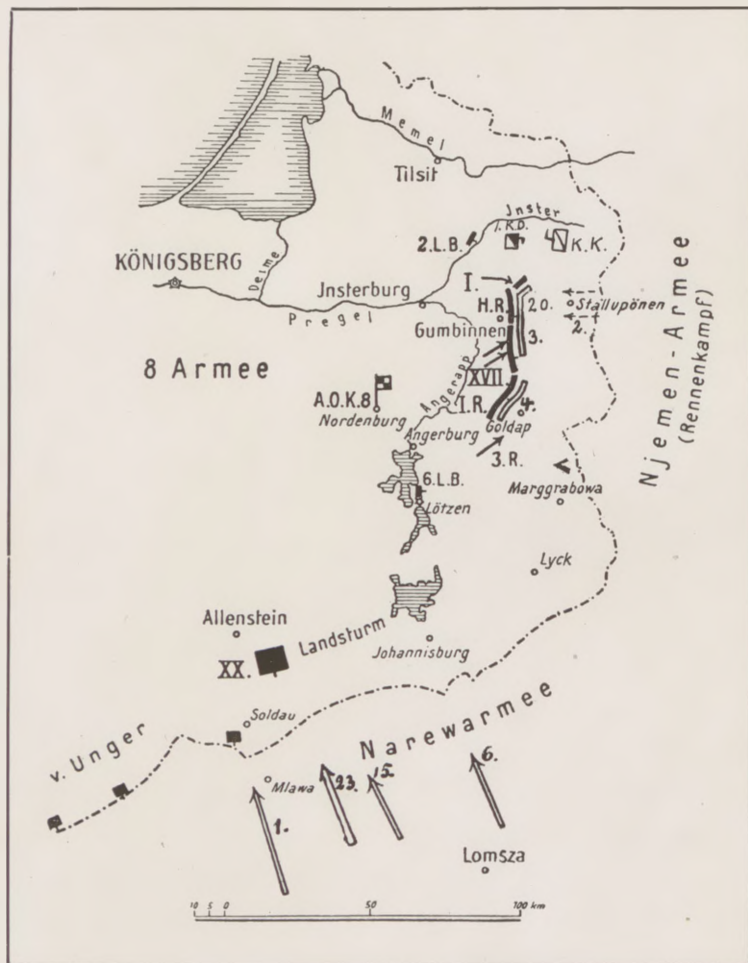 Memel
Tilsit
Jnster
1.K.D.
2.L.B.
4 K.K.
KÖNIGSBERG
Deime
Jnsterburg
Pregel
I.
H.R.
20.
Stallupönen
Gumbinnen
3.
2.
8 Armee
Angerapp
XVII.
A.O.K.8
Nordenburg
I.R.
4.
Goldap
Angerburg
3.R.
Njemen-Armee
(Rennenkampf)
6.L.B.
Lötzen
Marggrabowa
Lyck
Allenstein
Landsturm
XX.
Johannisburg
Soldau
v. Unger
Narewarmee
Mlawa
1.
23.
15.
6.
Lomsza
10 5 0 50 100 km